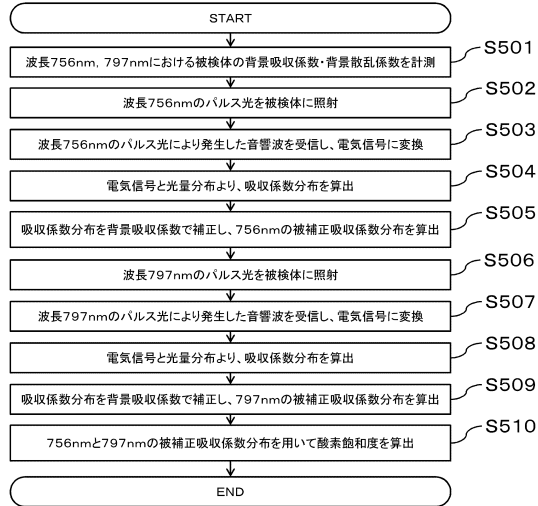 START
波長756nm，797nmにおける被検体の背景吸収係数・背景散乱係数を計測 S501
波長756nmのパルス光を被検体に照射 S502
波長756nmのパルス光により発生した音響波を受信し、電気信号に変換 S503
電気信号と光量分布より、吸収係数分布を算出 S504
吸収係数分布を背景吸収係数で補正し、756nmの被補正吸収係数分布を算出 S505
波長797nmのパルス光を被検体に照射 S506
波長797nmのパルス光により発生した音響波を受信し、電気信号に変換 S507
電気信号と光量分布より、吸収係数分布を算出 S508
吸収係数分布を背景吸収係数で補正し、797nmの被補正吸収係数分布を算出 S509
756nmと797nmの被補正吸収係数分布を用いて酸素飽和度を算出 S510
END